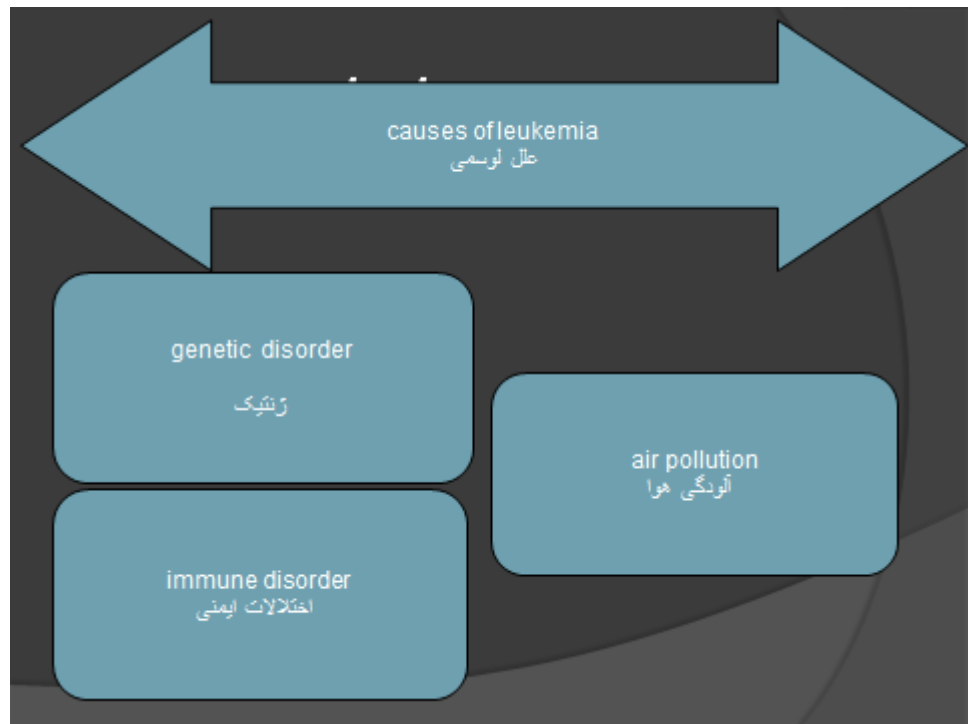 causes of leukemia
علل لوسمی
genetic disorder
ژنتیک
air pollution
آلودگی هوا
immune disorder
اختلالات ایمنی